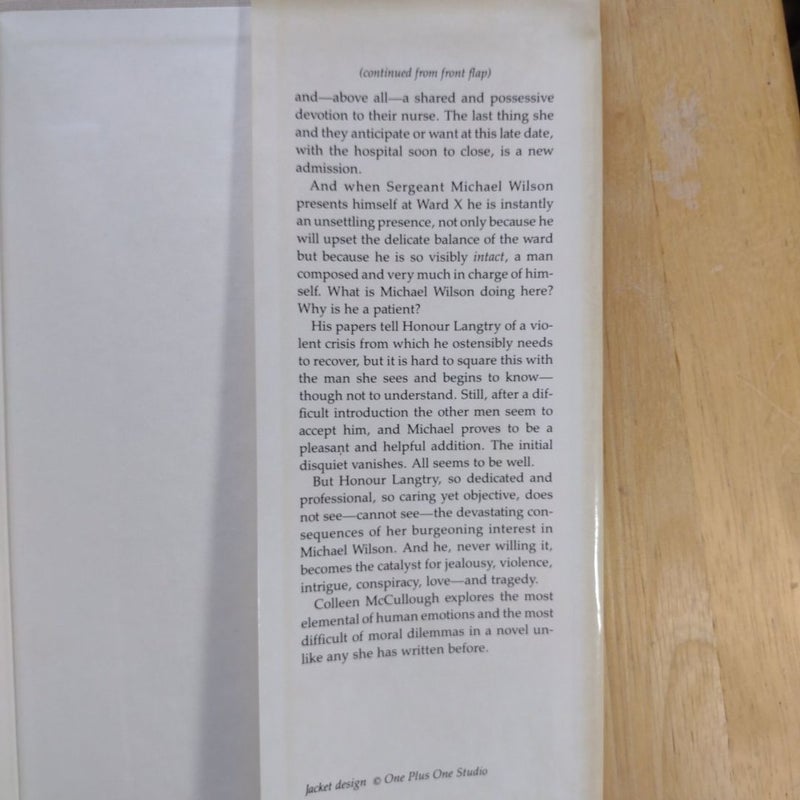 (continued from front flap)
and—above all—a shared and possessive
devotion to their nurse. The last thing she
and they anticipate or want at this late date,
with the hospital soon to close, is a new
admission.
And when Sergeant Michael Wilson
presents himself at Ward X he is instantly
an unsettling presence, not only because he
will upset the delicate balance of the ward
but because he is so visibly intact, a man
composed and very much in charge of him-
self. What is Michael Wilson doing here?
Why is he a patient?
His papers tell Honour Langtry of a vio-
lent crisis from which he ostensibly needs
to recover, but it is hard to square this with
the man she sees and begins to know—
though not to understand. Still, after a dif-
ficult introduction the other men seem to
accept him, and Michael proves to be a
pleasant and helpful addition. The initial
disquiet vanishes. All seems to be well.
But Honour Langtry, so dedicated and
professional, so caring yet objective, does
not see—cannot see—the devastating con-
sequences of her burgeoning interest in
Michael Wilson. And he, never willing it,
becomes the catalyst for jealousy, violence,
intrigue, conspiracy, love—and tragedy.
Colleen McCullough explores the most
elemental of human emotions and the most
difficult of moral dilemmas in a novel un-
like any she has written before.
Jacket design © One Plus One Studio